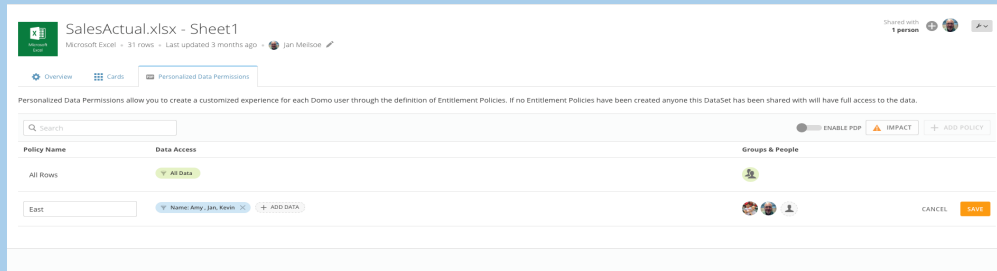 SalesActual.xlsx - Sheet1
Microsoft Excel
Microsoft Excel • 31 rows • Last updated 3 months ago • Jan Meilsoe
Shared with
1 person
Overview
Cards
Personalized Data Permissions
Personalized Data Permissions allow you to create a customized experience for each Domo user through the definition of Entitlement Policies. If no Entitlement Policies have been created anyone this DataSet has been shared with will have full access to the data.
Search
ENABLE PDP
IMPACT
+ ADD POLICY
Policy Name
Data Access
Groups & People
All Rows
All Data
East
Name: Amy , Jan, Kevin
+ ADD DATA
CANCEL
SAVE